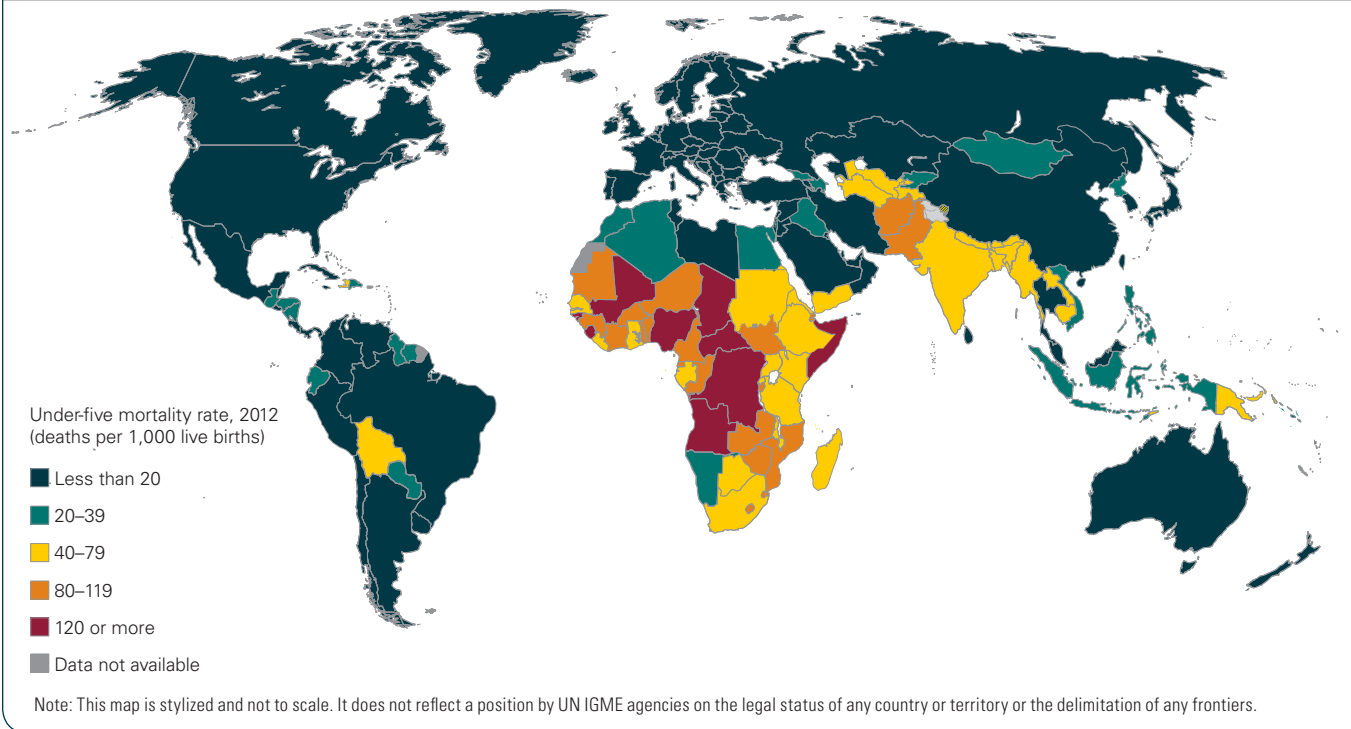 Under-five mortality rate, 2012
(deaths per 1,000 live births)
Less than 20
20–39
40–79
80–119
120 or more
Data not available
Note: This map is stylized and not to scale. It does not reflect a position by UN IGME agencies on the legal status of any country or territory or the delimitation of any frontiers.